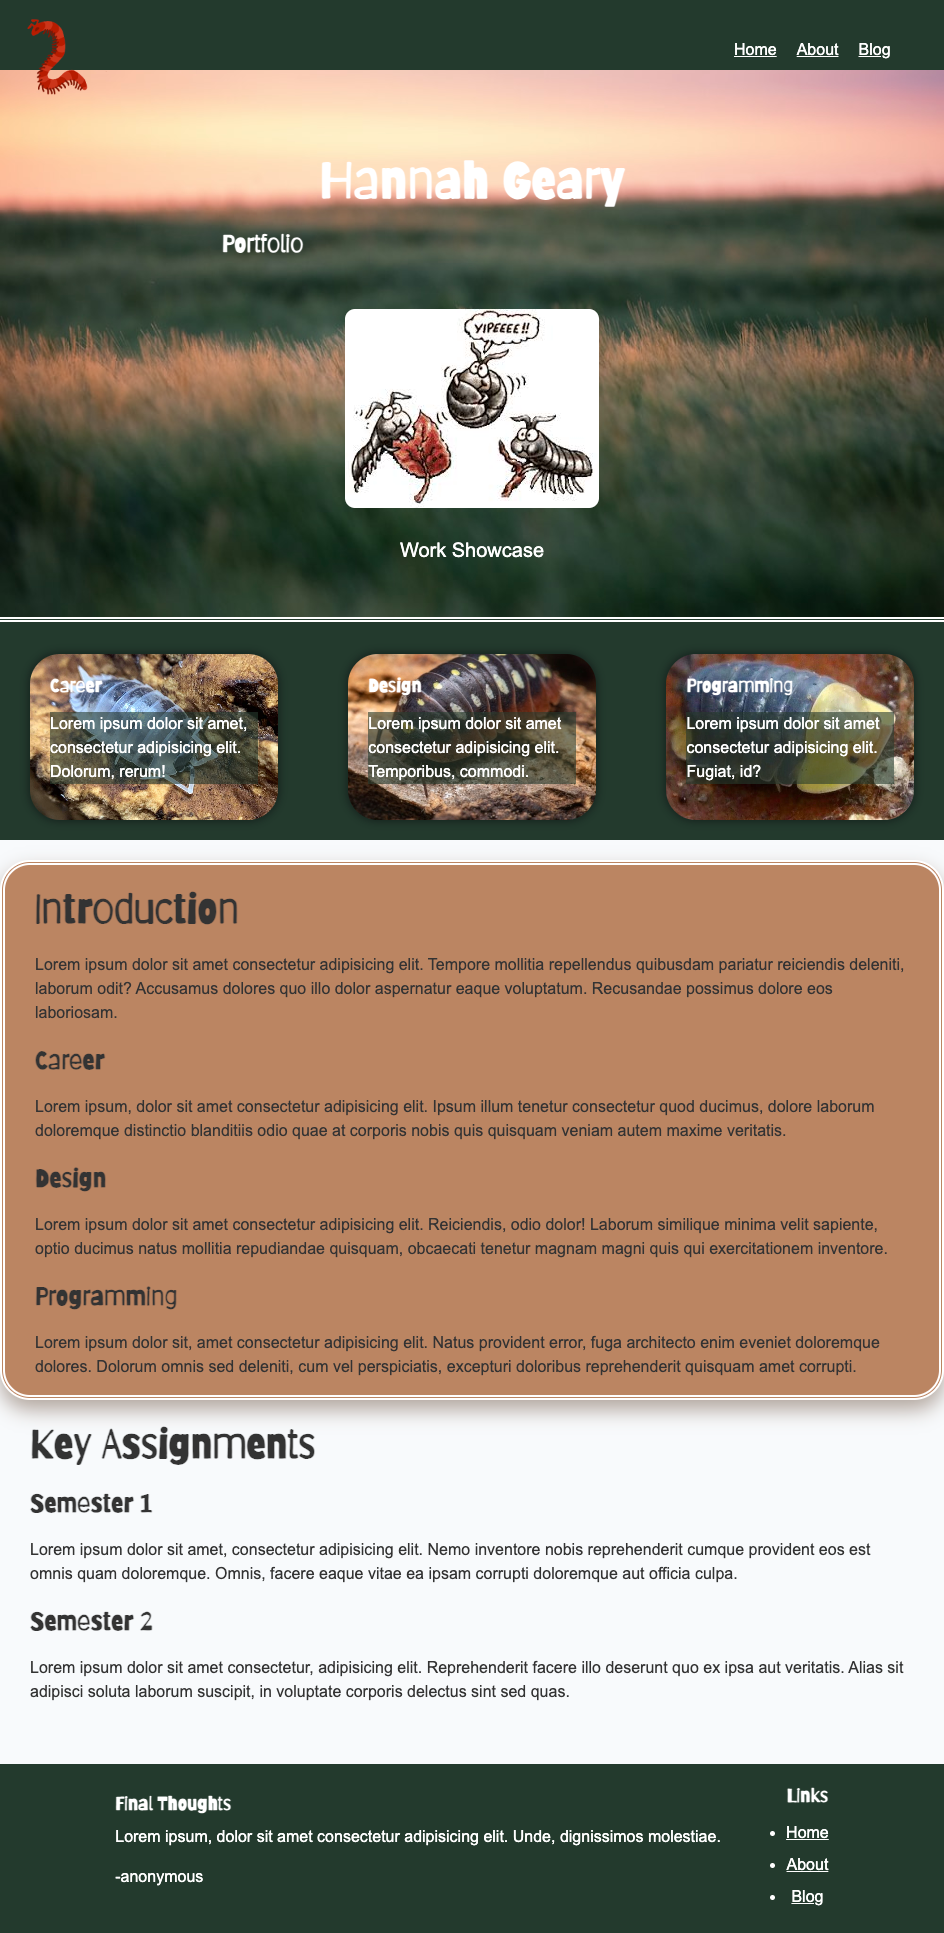 Home About Blog
Hannah Geary
Portfolio
YIPEEEE!!
Work Showcase
Career
Lorem ipsum dolor sit amet,
consectetur adipisicing elit.
Dolorum, rerum!
Design
Lorem ipsum dolor sit amet
consectetur adipisicing elit.
Temporibus, commodi.
Programming
Lorem ipsum dolor sit amet
consectetur adipisicing elit.
Fugiat, id?
Introduction
Lorem ipsum dolor sit amet consectetur adipisicing elit. Tempore mollitia repellendus quibusdam pariatur reiciendis deleniti,
laborum odit? Accusamus dolores quo illo dolor aspernatur eaque voluptatum. Recusandae possimus dolore eos
laboriosam.
Career
Lorem ipsum, dolor sit amet consectetur adipisicing elit. Ipsum illum tenetur consectetur quod ducimus, dolore laborum
doloremque distinctio blanditiis odio quae at corporis nobis quis quisquam veniam autem maxime veritatis.
Design
Lorem ipsum dolor sit amet consectetur adipisicing elit. Reiciendis, odio dolor! Laborum similique minima velit sapiente,
optio ducimus natus mollitia repudiandae quisquam, obcaecati tenetur magnam magni quis qui exercitationem inventore.
Programming
Lorem ipsum dolor sit, amet consectetur adipisicing elit. Natus provident error, fuga architecto enim eveniet doloremque
dolores. Dolorum omnis sed deleniti, cum vel perspiciatis, excepturi doloribus reprehenderit quisquam amet corrupti.
Key Assignments
Semester 1
Lorem ipsum dolor sit amet, consectetur adipisicing elit. Nemo inventore nobis reprehenderit cumque provident eos est
omnis quam doloremque. Omnis, facere eaque vitae ea ipsam corrupti doloremque aut officia culpa.
Semester 2
Lorem ipsum dolor sit amet consectetur, adipisicing elit. Reprehenderit facere illo deserunt quo ex ipsa aut veritatis. Alias sit
adipisci soluta laborum suscipit, in voluptate corporis delectus sint sed quas.
Final Thoughts
Lorem ipsum, dolor sit amet consectetur adipisicing elit. Unde, dignissimos molestiae.
-anonymous
Links
Home
About
Blog